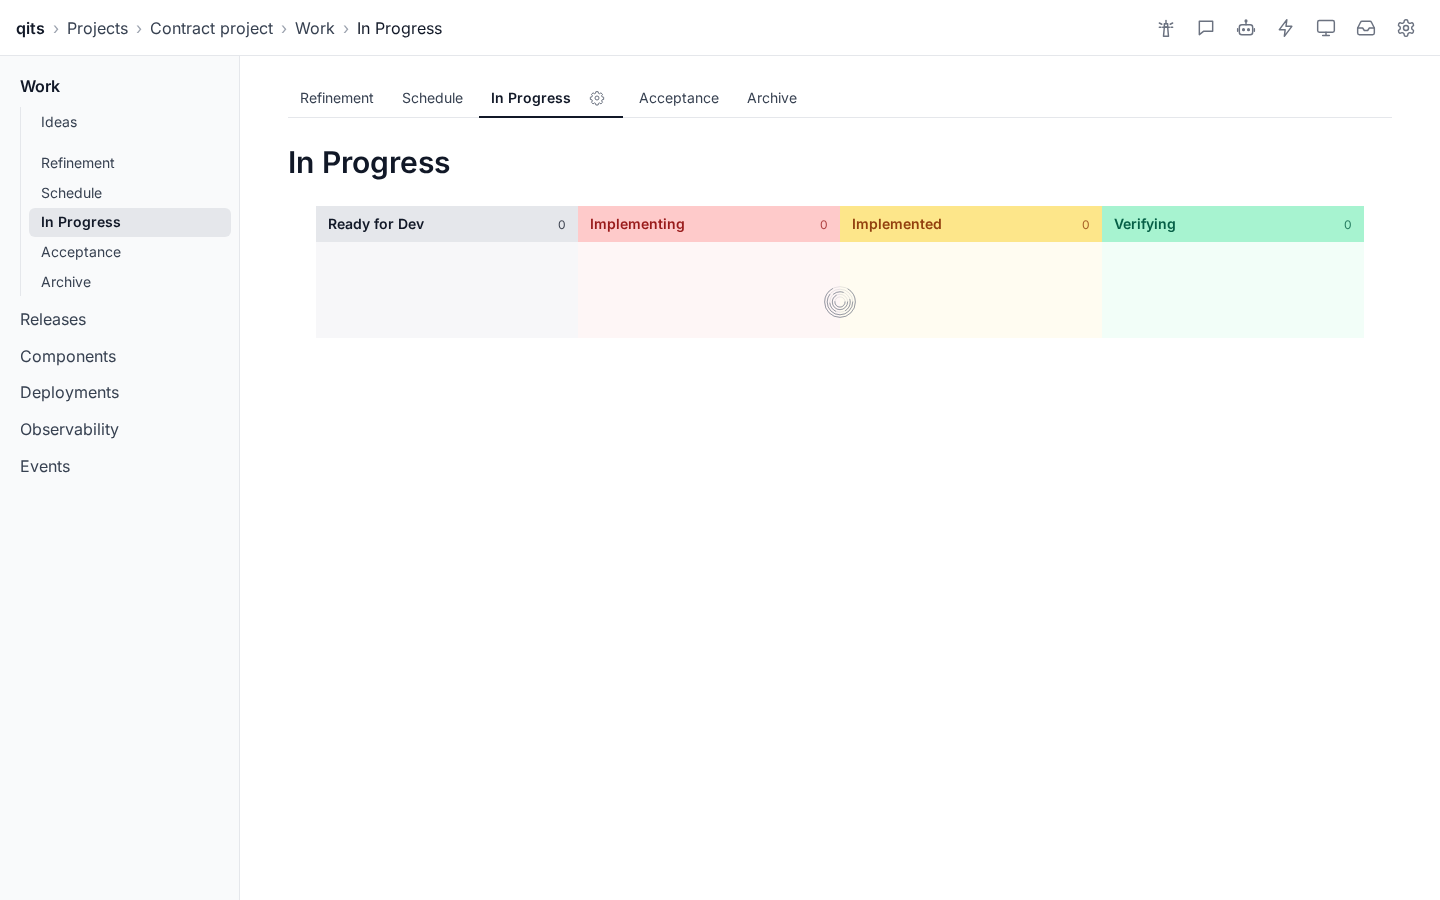 qits › Projects › Contract project › Work › In Progress
Work
Ideas
Refinement
Schedule
In Progress
Acceptance
Archive
Releases
Components
Deployments
Observability
Events
Refinement Schedule In Progress Acceptance Archive
In Progress
Ready for Dev 0 Implementing 0 Implemented 0 Verifying 0